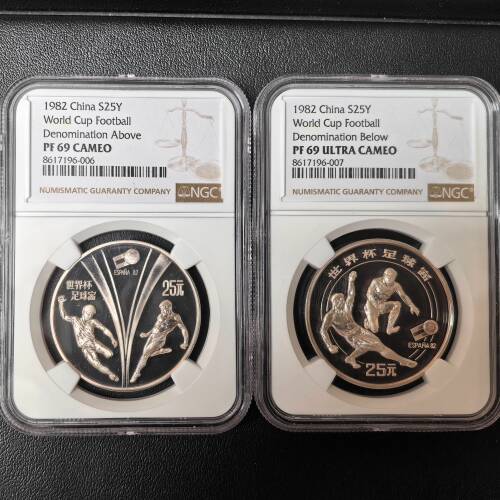 1982 China S25Y
World Cup Football
Denomination Above
PF 69 CAMEO
8617196-006
NUMISMATIC GUARANTY COMPANY
NGC
ESPAÑA 82
世界杯
足球赛
25元
1982 China S25Y
World Cup Football
Denomination Below
PF 69 ULTRA CAMEO
8617196-007
NUMISMATIC GUARANTY COMPANY
NGC
世界杯足球赛
ESPAÑA 82
25元